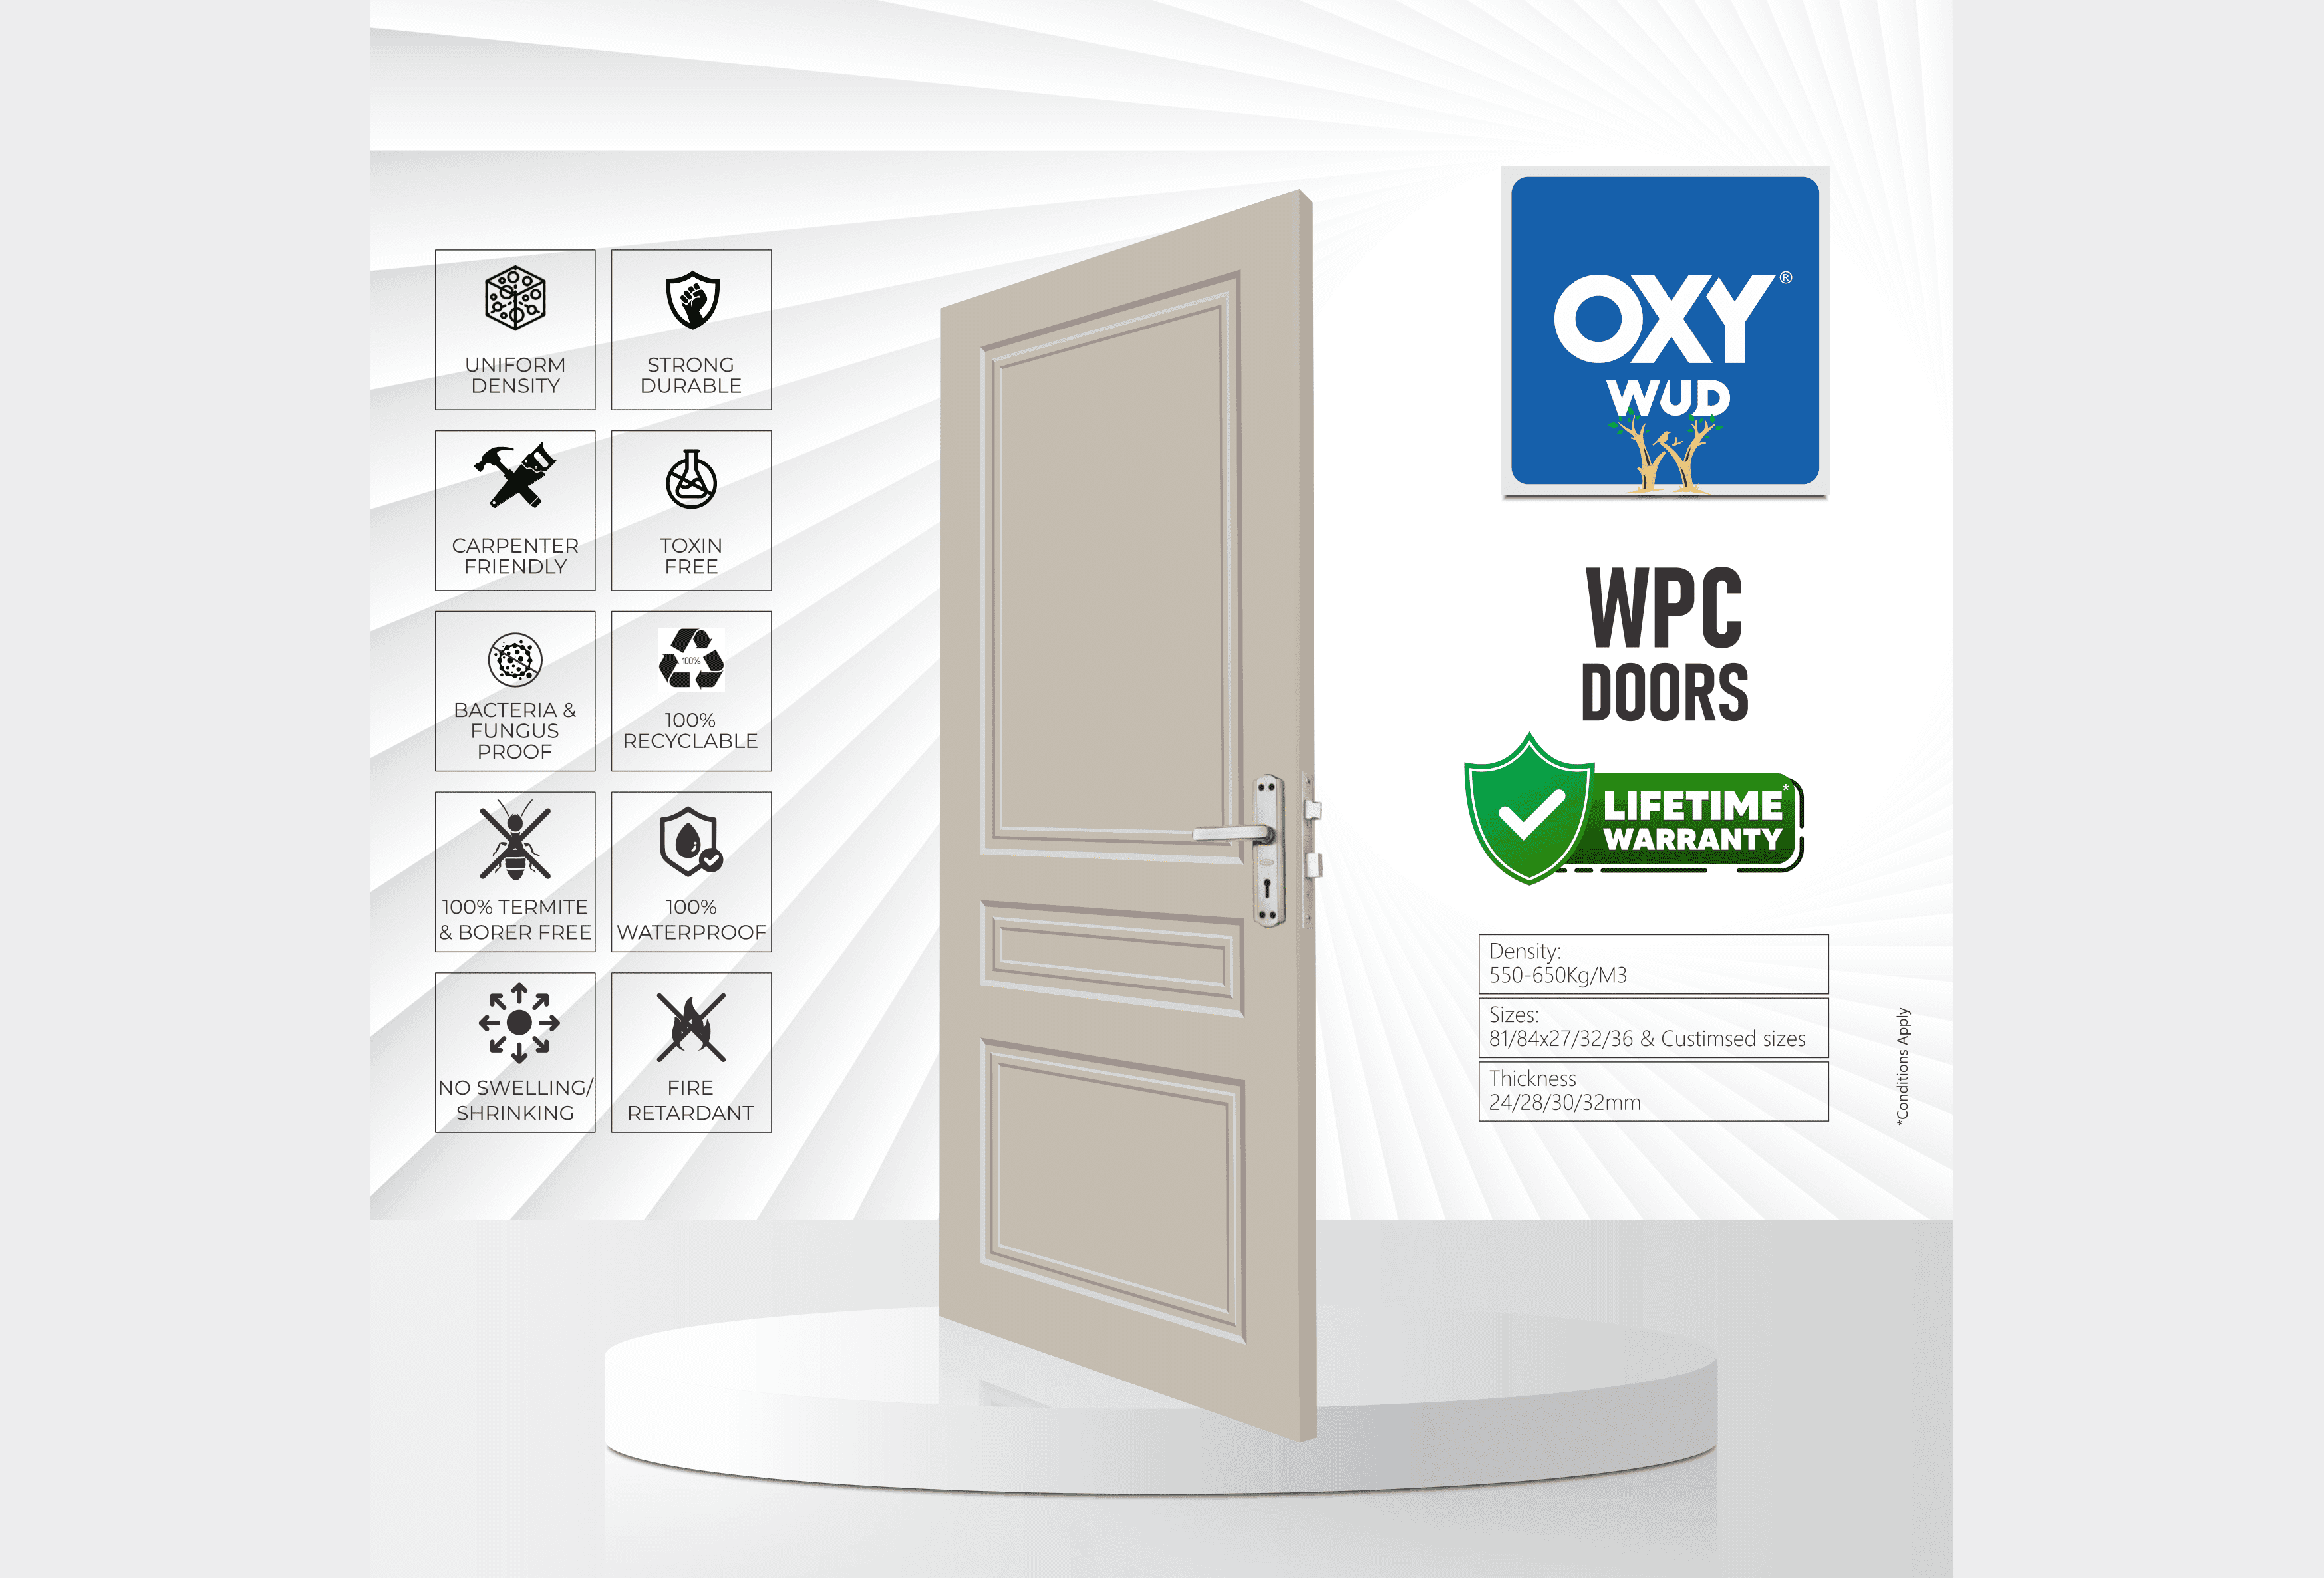 UNIFORM
DENSITY
STRONG
DURABLE
CARPENTER
FRIENDLY
TOXIN
FREE
BACTERIA &
FUNGUS
PROOF
100%
100%
RECYCLABLE
100% TERMITE
& BORER FREE
100%
WATERPROOF
NO SWELLING/
SHRINKING
FIRE
RETARDANT
OXY®
WUD
WPC
DOORS
LIFETIME*
WARRANTY
Density:
550-650Kg/M3
Sizes:
81/84x27/32/36 & Custimsed sizes
Thickness
24/28/30/32mm
*Conditions Apply